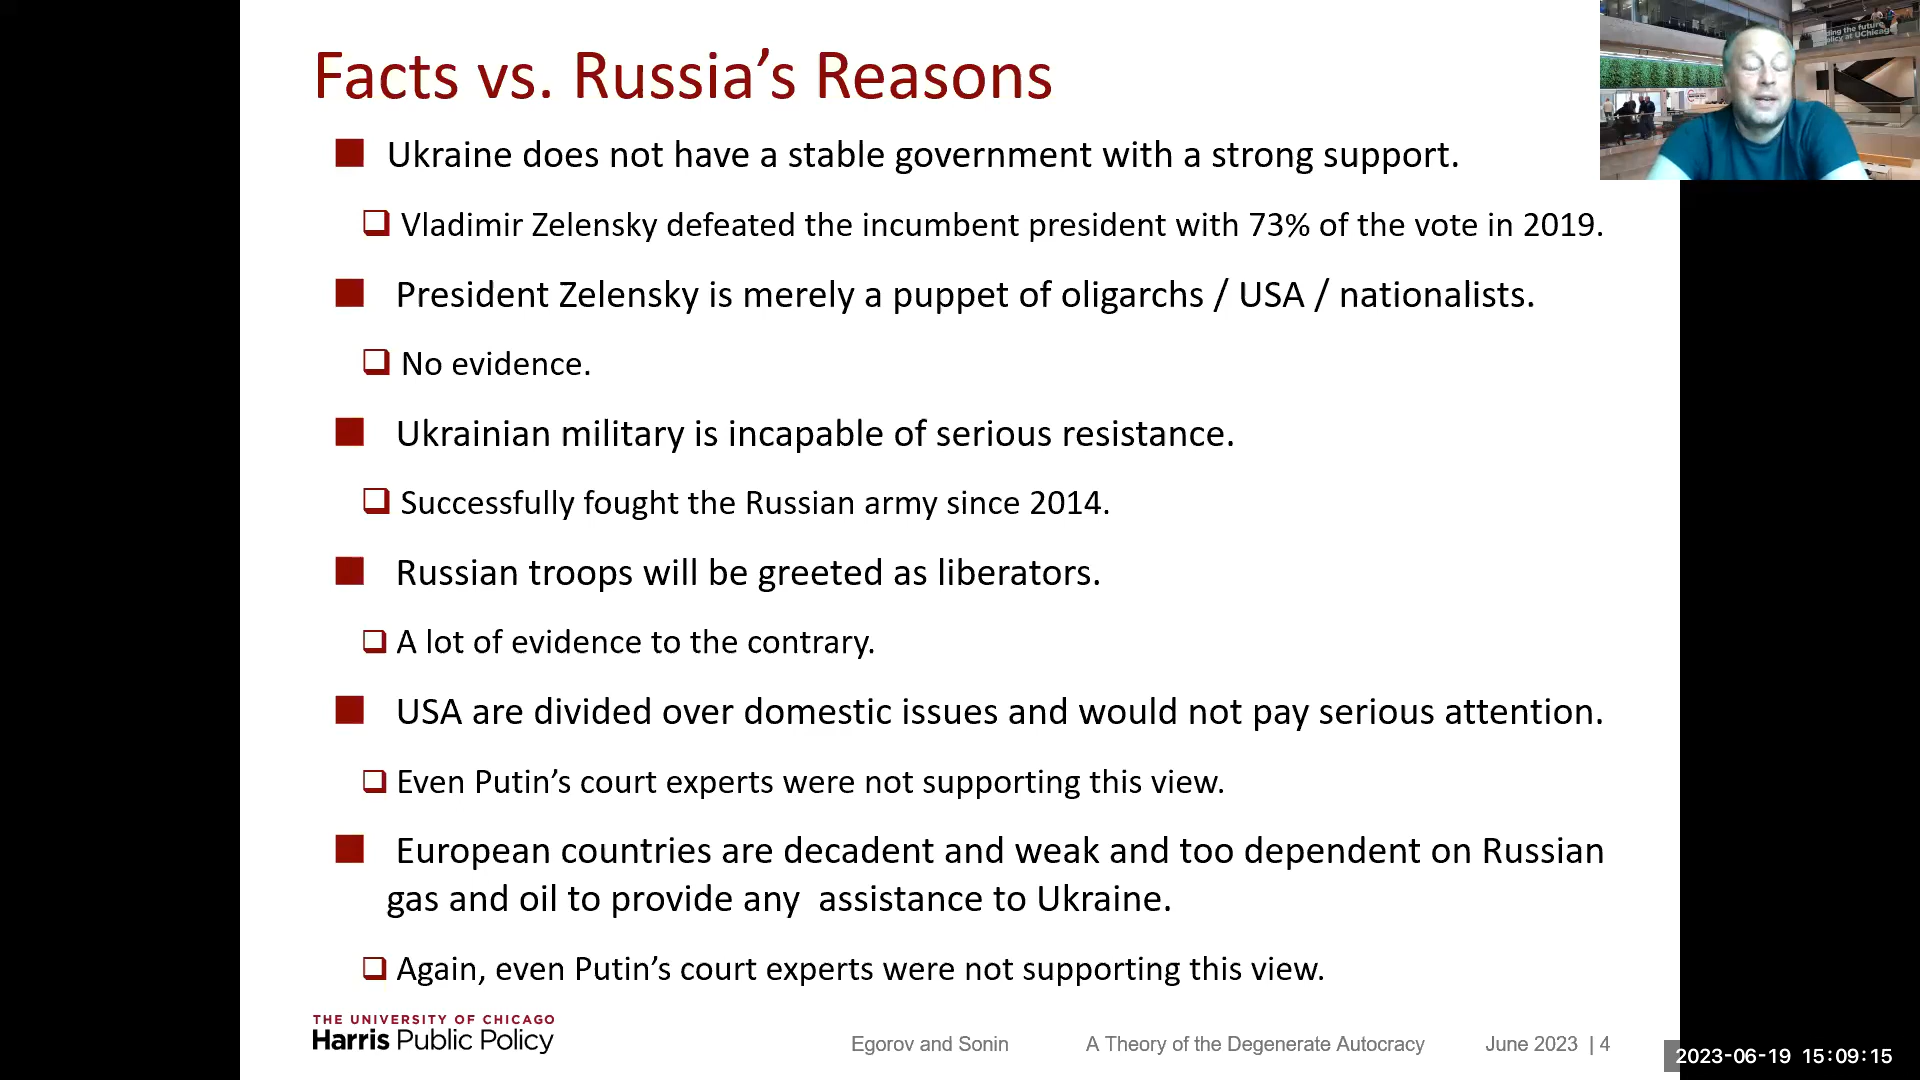 Facts vs. Russia's Reasons
Ukraine does not have a stable government with a strong support.
Vladimir Zelensky defeated the incumbent president with 73% of the vote in 2019.
President Zelensky is merely a puppet of oligarchs / USA / nationalists.
No evidence.
Ukrainian military is incapable of serious resistance.
Successfully fought the Russian army since 2014.
Russian troops will be greeted as liberators.
A lot of evidence to the contrary.
USA are divided over domestic issues and would not pay serious attention.
Even Putin's court experts were not supporting this view.
European countries are decadent and weak and too dependent on Russian
gas and oil to provide any  assistance to Ukraine.
Again, even Putin's court experts were not supporting this view.
THE UNIVERSITY OF CHICAGO
Harris Public Policy
Egorov and Sonin
A Theory of the Degenerate Autocracy
June 2023 | 4
2023-06-19 15:09:15
the future
at UChicag